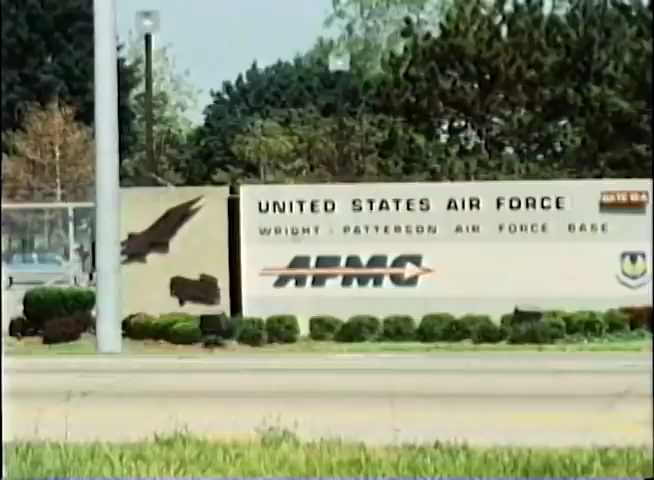 UNITED STATES AIR FORCE
WRIGHT - PATTERSON AIR FORCE BASE
AFMC